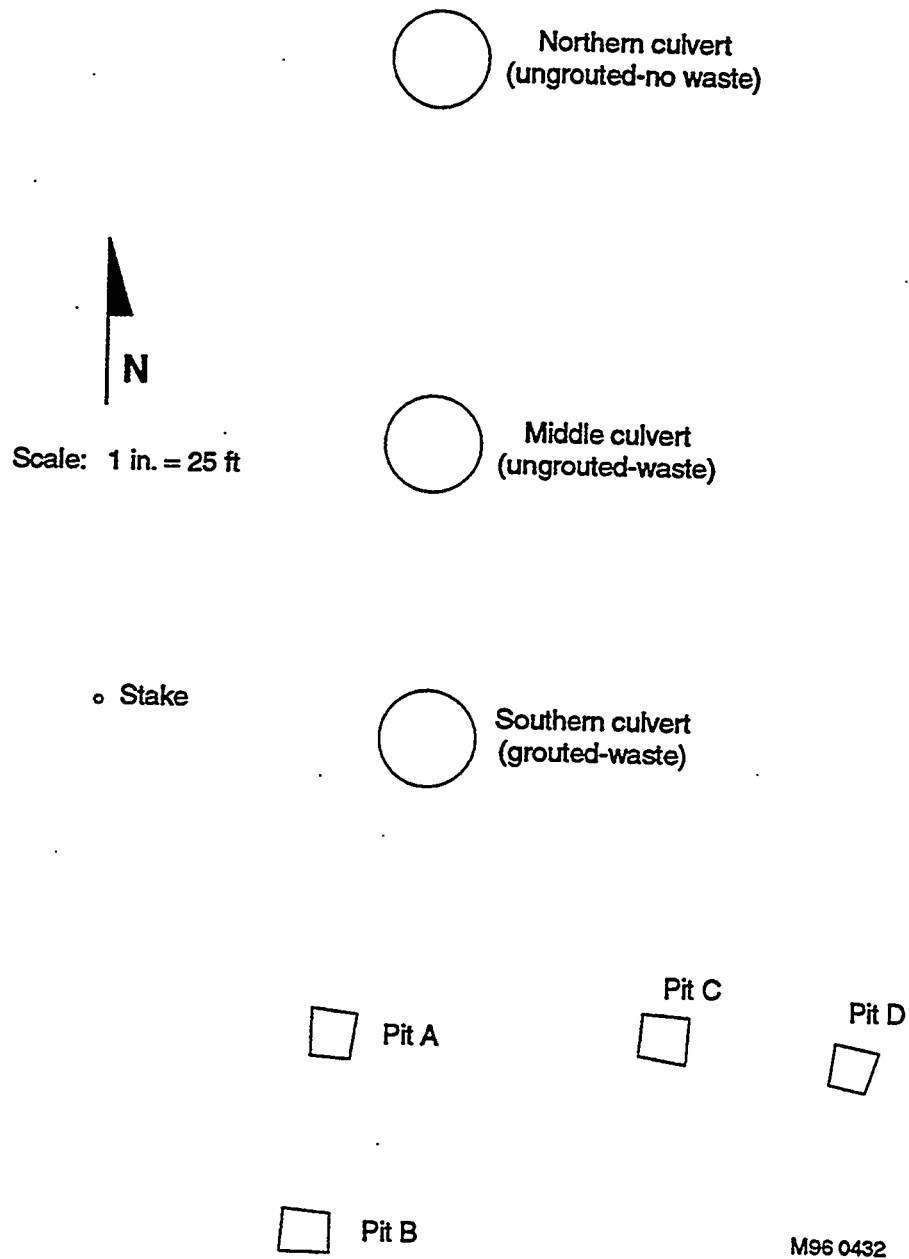 Northern culvert
(ungrouted-no waste)
N
Scale: 1 in. = 25 ft
Middle culvert
(ungrouted-waste)
Stake
Southern culvert
(grouted-waste)
Pit C
Pit D
Pit A
Pit B
M96 0432